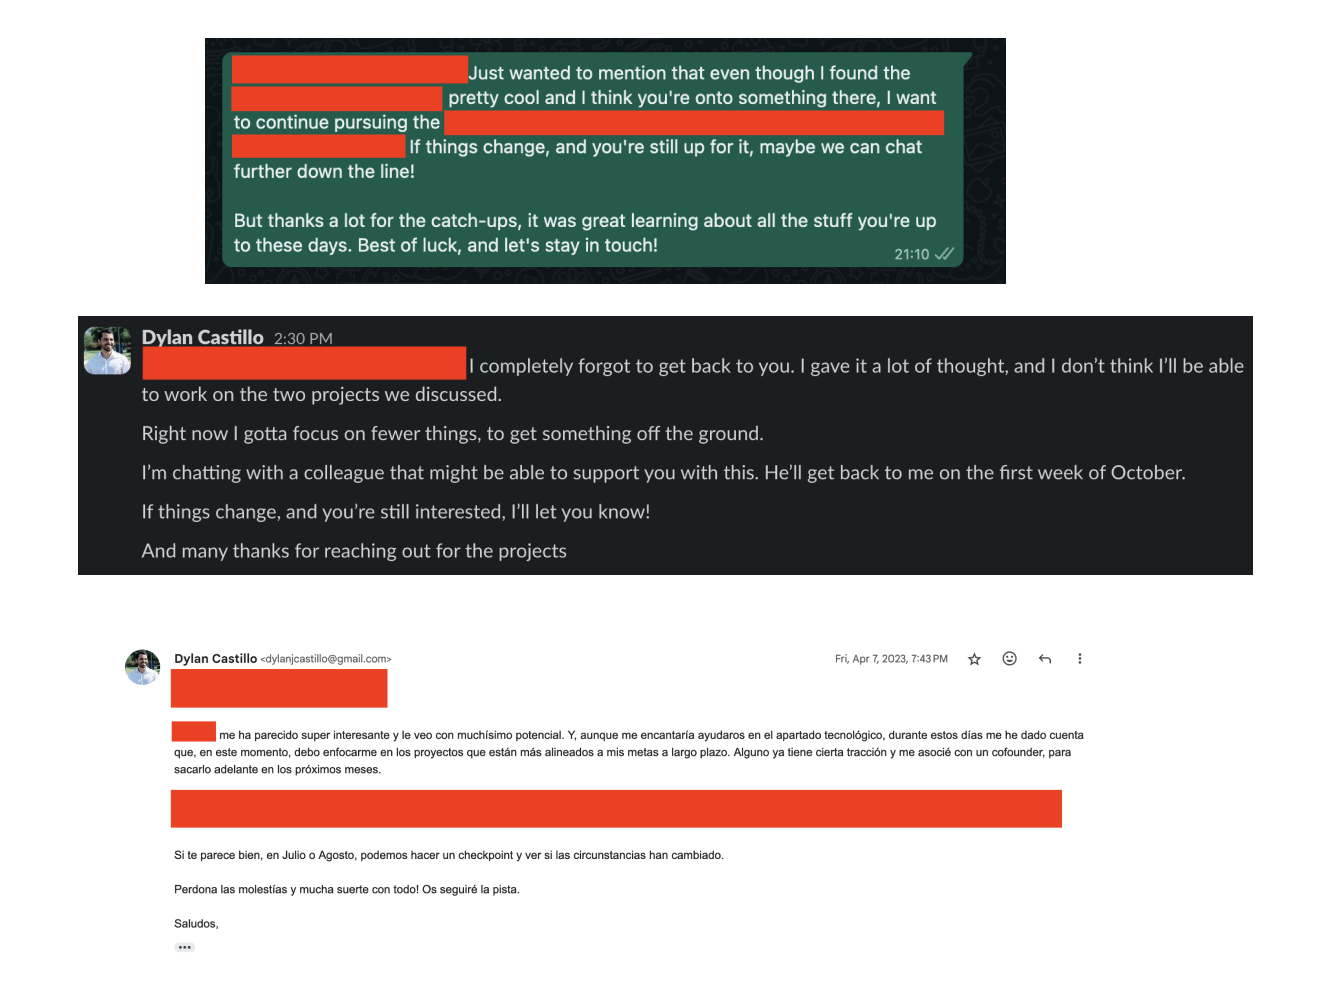 Just wanted to mention that even though I found the
pretty cool and I think you're onto something there, I want
to continue pursuing the
If things change, and you're still up for it, maybe we can chat
further down the line!
But thanks a lot for the catch-ups, it was great learning about all the stuff you're up
to these days. Best of luck, and let's stay in touch!
21:10
Dylan Castillo 2:30 PM
I completely forgot to get back to you. I gave it a lot of thought, and I don’t think I’ll be able
to work on the two projects we discussed.
Right now I gotta focus on fewer things, to get something off the ground.
I’m chatting with a colleague that might be able to support you with this. He’ll get back to me on the first week of October.
If things change, and you’re still interested, I’ll let you know!
And many thanks for reaching out for the projects
Dylan Castillo <dylanjcastillo@gmail.com> Fri, Apr 7, 2023, 7:43 PM
me ha parecido super interesante y le veo con muchísimo potencial. Y, aunque me encantaría ayudaros en el apartado tecnológico, durante estos días me he dado cuenta
que, en este momento, debo enfocarme en los proyectos que están más alineados a mis metas a largo plazo. Alguno ya tiene cierta tracción y me asocié con un cofounder, para
sacarlo adelante en los próximos meses.
Si te parece bien, en Julio o Agosto, podemos hacer un checkpoint y ver si las circunstancias han cambiado.
Perdona las molestías y mucha suerte con todo! Os seguiré la pista.
Saludos,